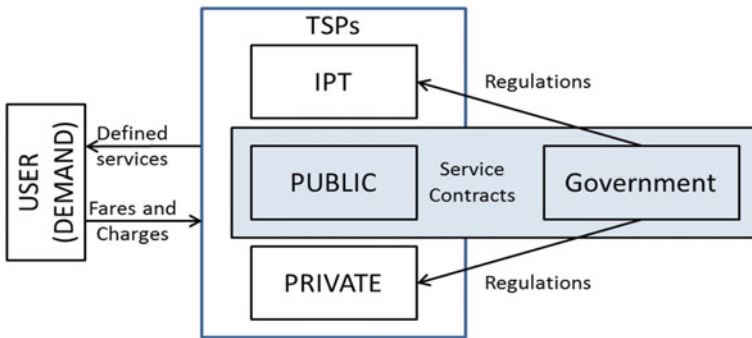 TSPs
IPT
Regulations
USER
(DEMAND)
Defined
services
Fares and
Charges
PUBLIC
Service
Contracts
Government
PRIVATE
Regulations